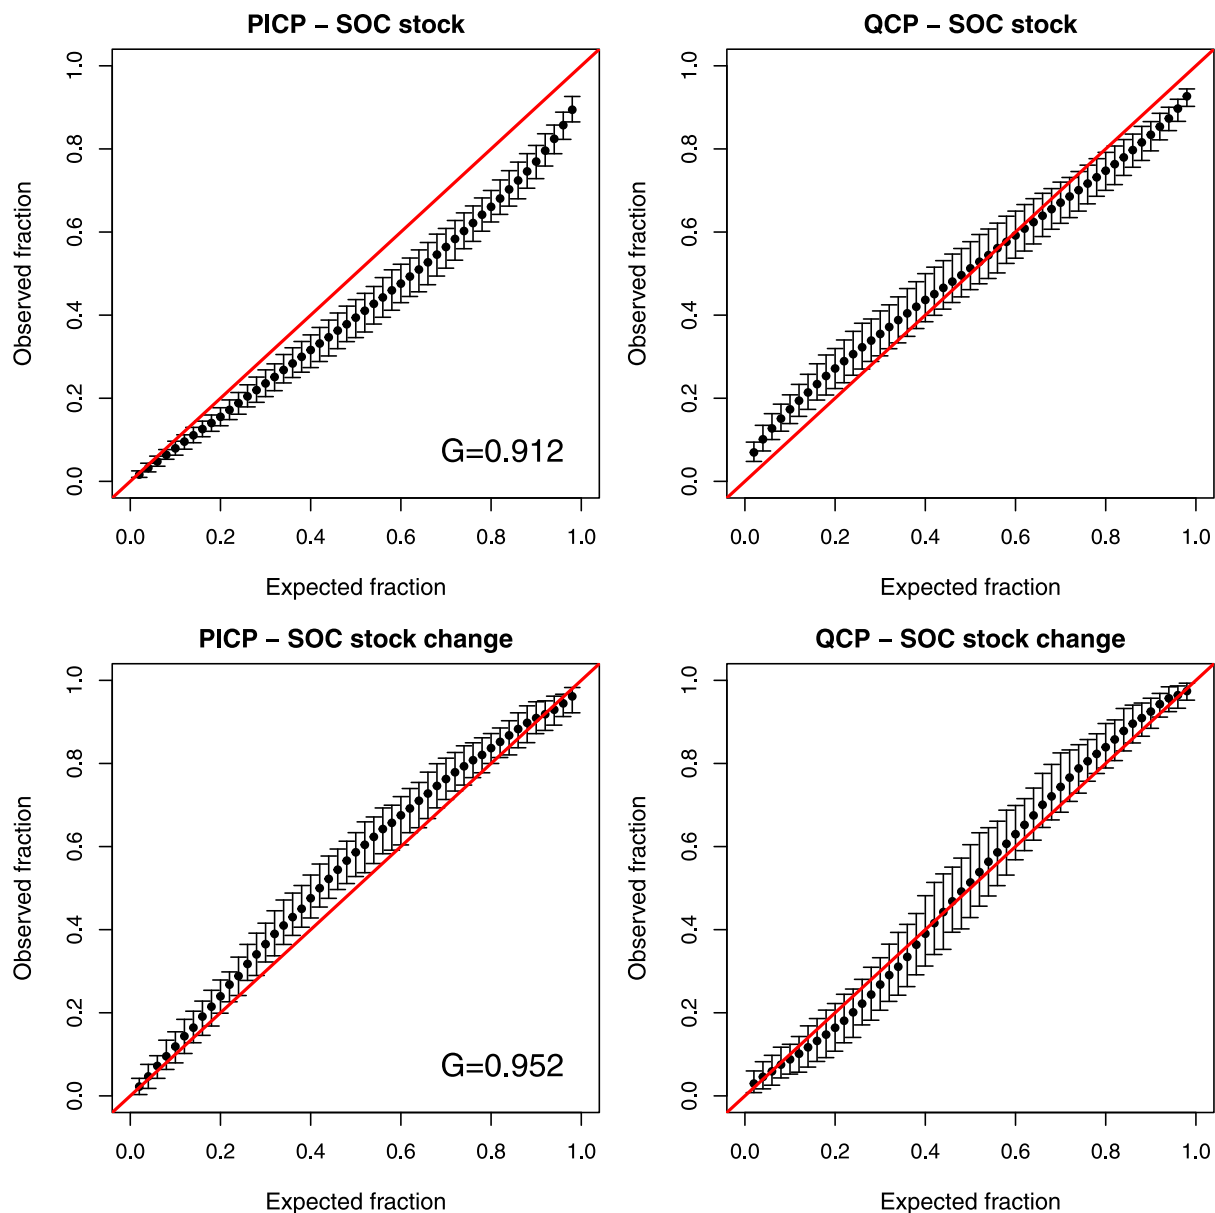 PICP – SOC stock
Observed fraction
1.0
0.8
0.6
0.4
0.2
0.0
G=0.912
0.0 0.2 0.4 0.6 0.8 1.0
Expected fraction
QCP – SOC stock
Observed fraction
1.0
0.8
0.6
0.4
0.2
0.0
0.0 0.2 0.4 0.6 0.8 1.0
Expected fraction
PICP – SOC stock change
Observed fraction
1.0
0.8
0.6
0.4
0.2
0.0
G=0.952
0.0 0.2 0.4 0.6 0.8 1.0
Expected fraction
QCP – SOC stock change
Observed fraction
1.0
0.8
0.6
0.4
0.2
0.0
0.0 0.2 0.4 0.6 0.8 1.0
Expected fraction